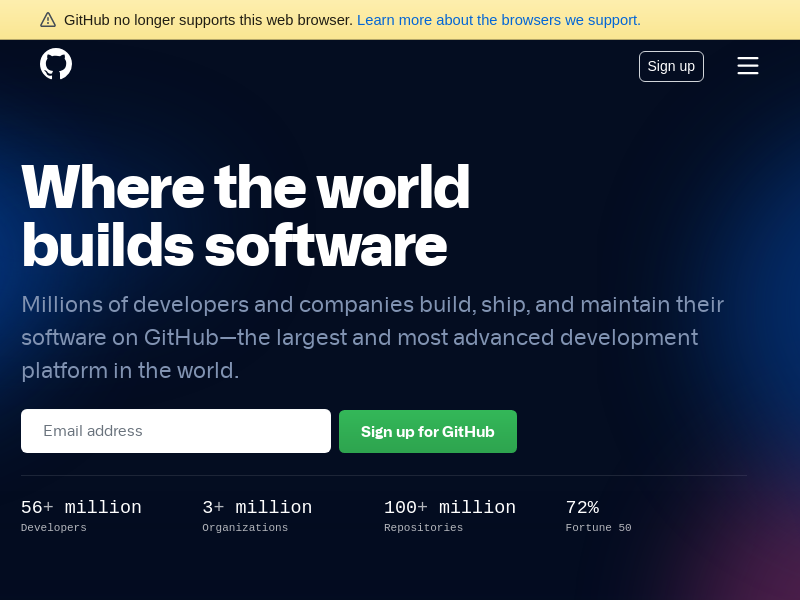 GitHub no longer supports this web browser. Learn more about the browsers we support.
Sign up
Where the world
builds software
Millions of developers and companies build, ship, and maintain their
software on GitHub—the largest and most advanced development
platform in the world.
Email address
Sign up for GitHub
56+ million
Developers
3+ million
Organizations
100+ million
Repositories
72%
Fortune 50